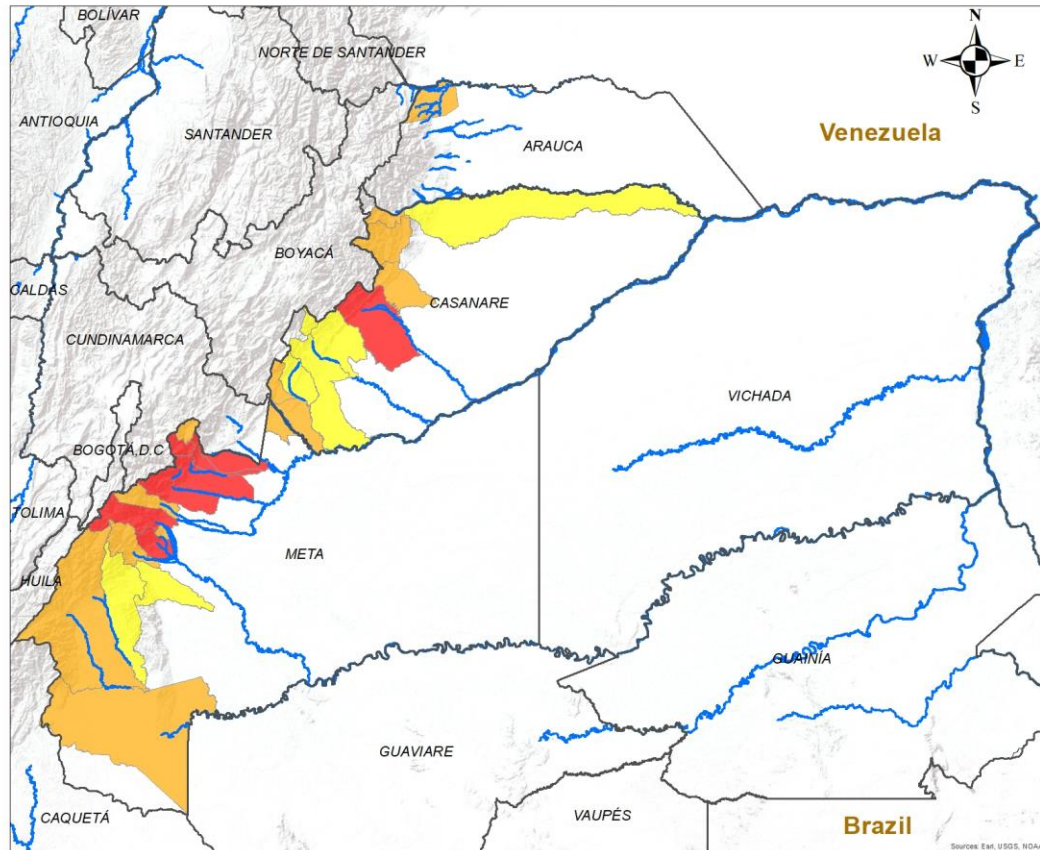 BOLÍVAR
NORTE DE SANTANDER
N
W
E
S
ANTIOQUIA
SANTANDER
ARAUCA
Venezuela
BOYACÁ
CALDAS
CASANARE
CUNDINAMARCA
VICHADA
BOGOTÁ,D.C
TOLIMA
META
HUILA
GUAINÍA
GUAVIARE
CAQUETÁ
VAUPÉS
Brazil
Sources: Esri, USGS, NOAA